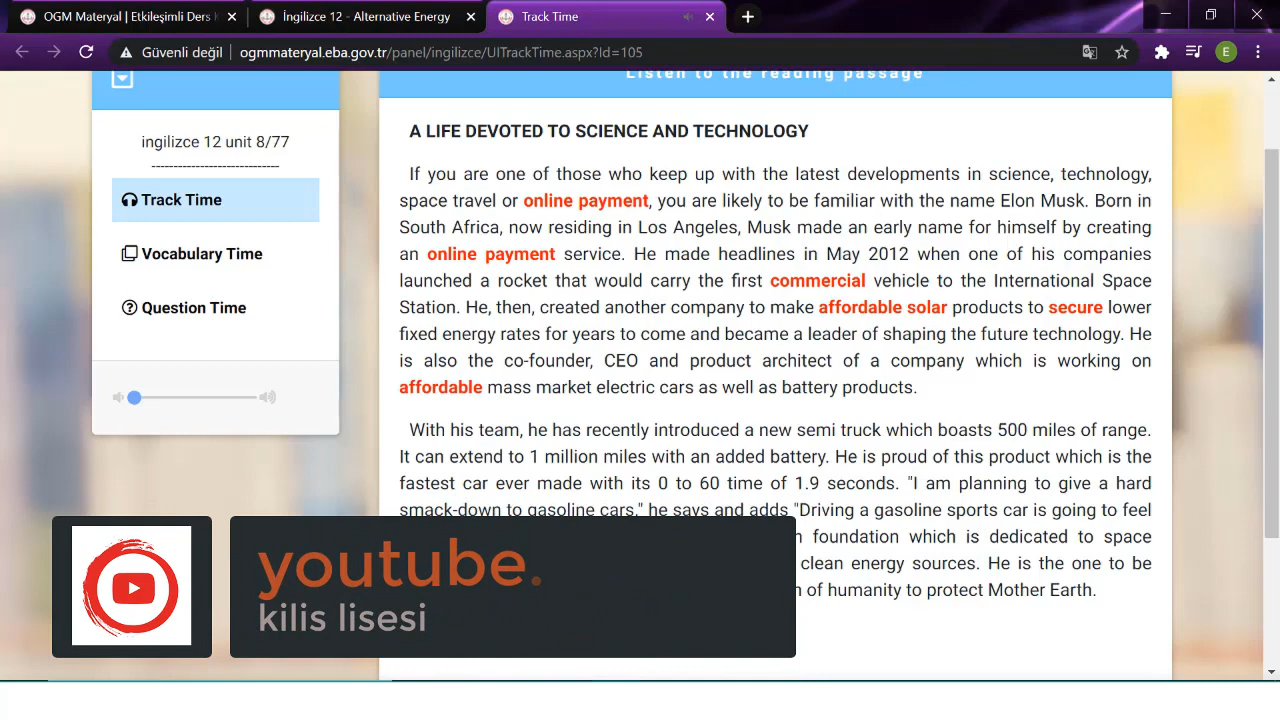 OGM Materyal | Etkileşimli Ders
İngilizce 12 - Alternative Energy
Track Time
Güvenli değil
ogmmateryal.eba.gov.tr/panel/ingilizce/UITrackTime.aspx?Id=105
E
Listen to the reading passage
ingilizce 12 unit 8/77
----------------------------
Track Time
Vocabulary Time
Question Time
A LIFE DEVOTED TO SCIENCE AND TECHNOLOGY
If you are one of those who keep up with the latest developments in science, technology,
space travel or online payment, you are likely to be familiar with the name Elon Musk. Born in
South Africa, now residing in Los Angeles, Musk made an early name for himself by creating
an online payment service. He made headlines in May 2012 when one of his companies
launched a rocket that would carry the first commercial vehicle to the International Space
Station. He, then, created another company to make affordable solar products to secure lower
fixed energy rates for years to come and became a leader of shaping the future technology. He
is also the co-founder, CEO and product architect of a company which is working on
affordable mass market electric cars as well as battery products.
With his team, he has recently introduced a new semi truck which boasts 500 miles of range.
It can extend to 1 million miles with an added battery. He is proud of this product which is the
fastest car ever made with its 0 to 60 time of 1.9 seconds. "I am planning to give a hard
smack-down to gasoline cars," he says and adds "Driving a gasoline sports car is going to feel
foundation which is dedicated to space
clean energy sources. He is the one to be
of humanity to protect Mother Earth.
youtube.
kilis lisesi